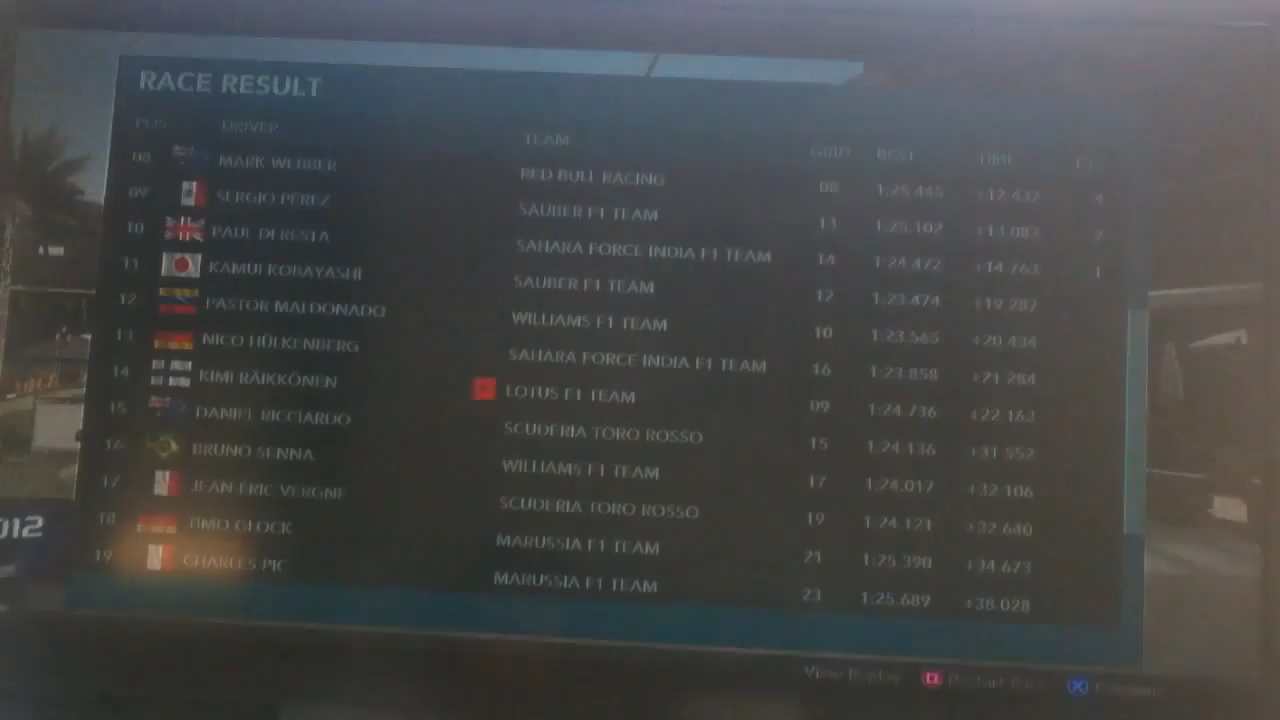 RACE RESULT
POS DRIVER TEAM GRID BEST TIME
08 MARK WEBBER RED BULL RACING 08 1:25.445 +12.432 4
09 SERGIO PÉREZ SAUBER F1 TEAM 13 1:25.102 +13.083 2
10 PAUL DI RESTA SAHARA FORCE INDIA F1 TEAM 14 1:24.472 +14.763 1
11 KAMUI KOBAYASHI SAUBER F1 TEAM 12 1:23.474 +19.287
12 PASTOR MALDONADO WILLIAMS F1 TEAM 10 1:23.565 +20.434
13 NICO HÜLKENBERG SAHARA FORCE INDIA F1 TEAM 16 1:23.858 +21.284
14 KIMI RÄIKKÖNEN LOTUS F1 TEAM 09 1:24.736 +22.163
15 DANIEL RICCIARDO SCUDERIA TORO ROSSO 15 1:24.136 +31.552
16 BRUNO SENNA WILLIAMS F1 TEAM 17 1:24.017 +32.106
17 JEAN-ERIC VERGNE SCUDERIA TORO ROSSO 19 1:24.121 +32.640
18 TIMO GLOCK MARUSSIA F1 TEAM 21 1:25.390 +34.673
19 CHARLES PIC MARUSSIA F1 TEAM 23 1:25.689 +38.028
012
View Replay Restart Race